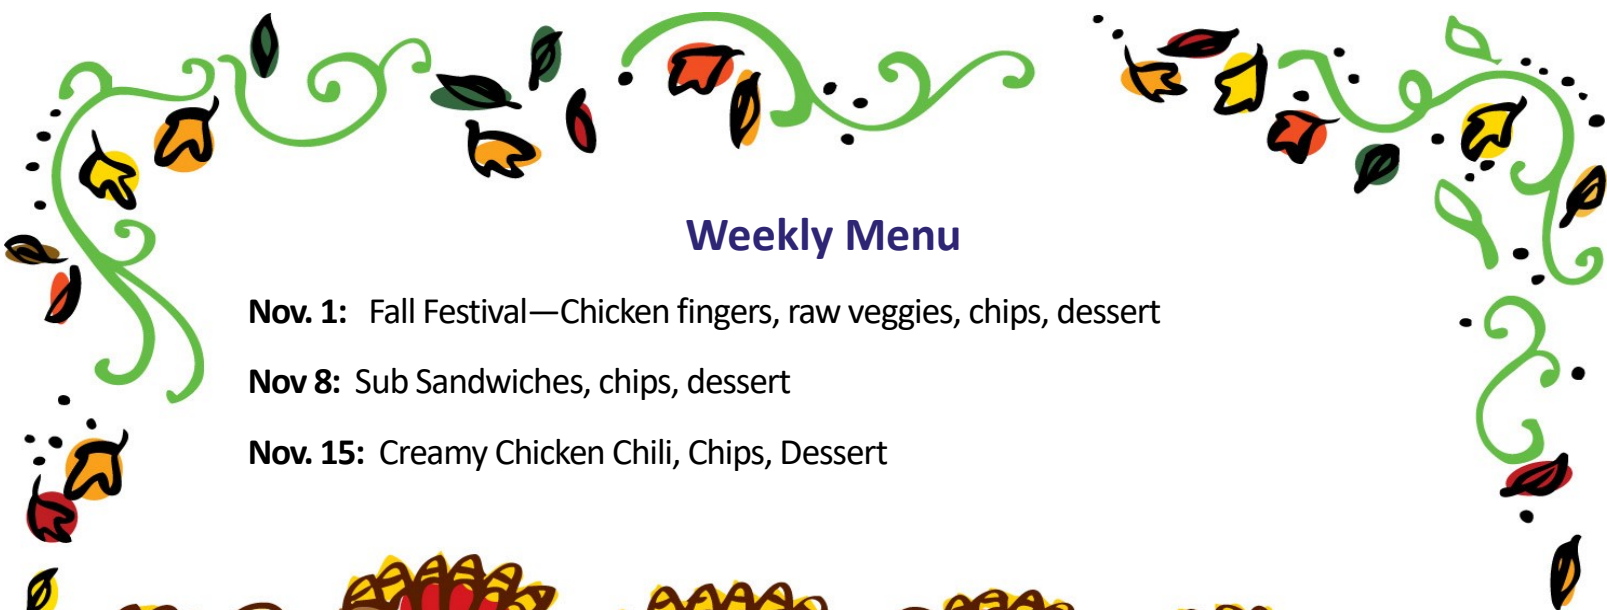 Weekly Menu
Nov. 1: Fall Festival—Chicken fingers, raw veggies, chips, dessert
Nov 8: Sub Sandwiches, chips, dessert
Nov. 15: Creamy Chicken Chili, Chips, Dessert